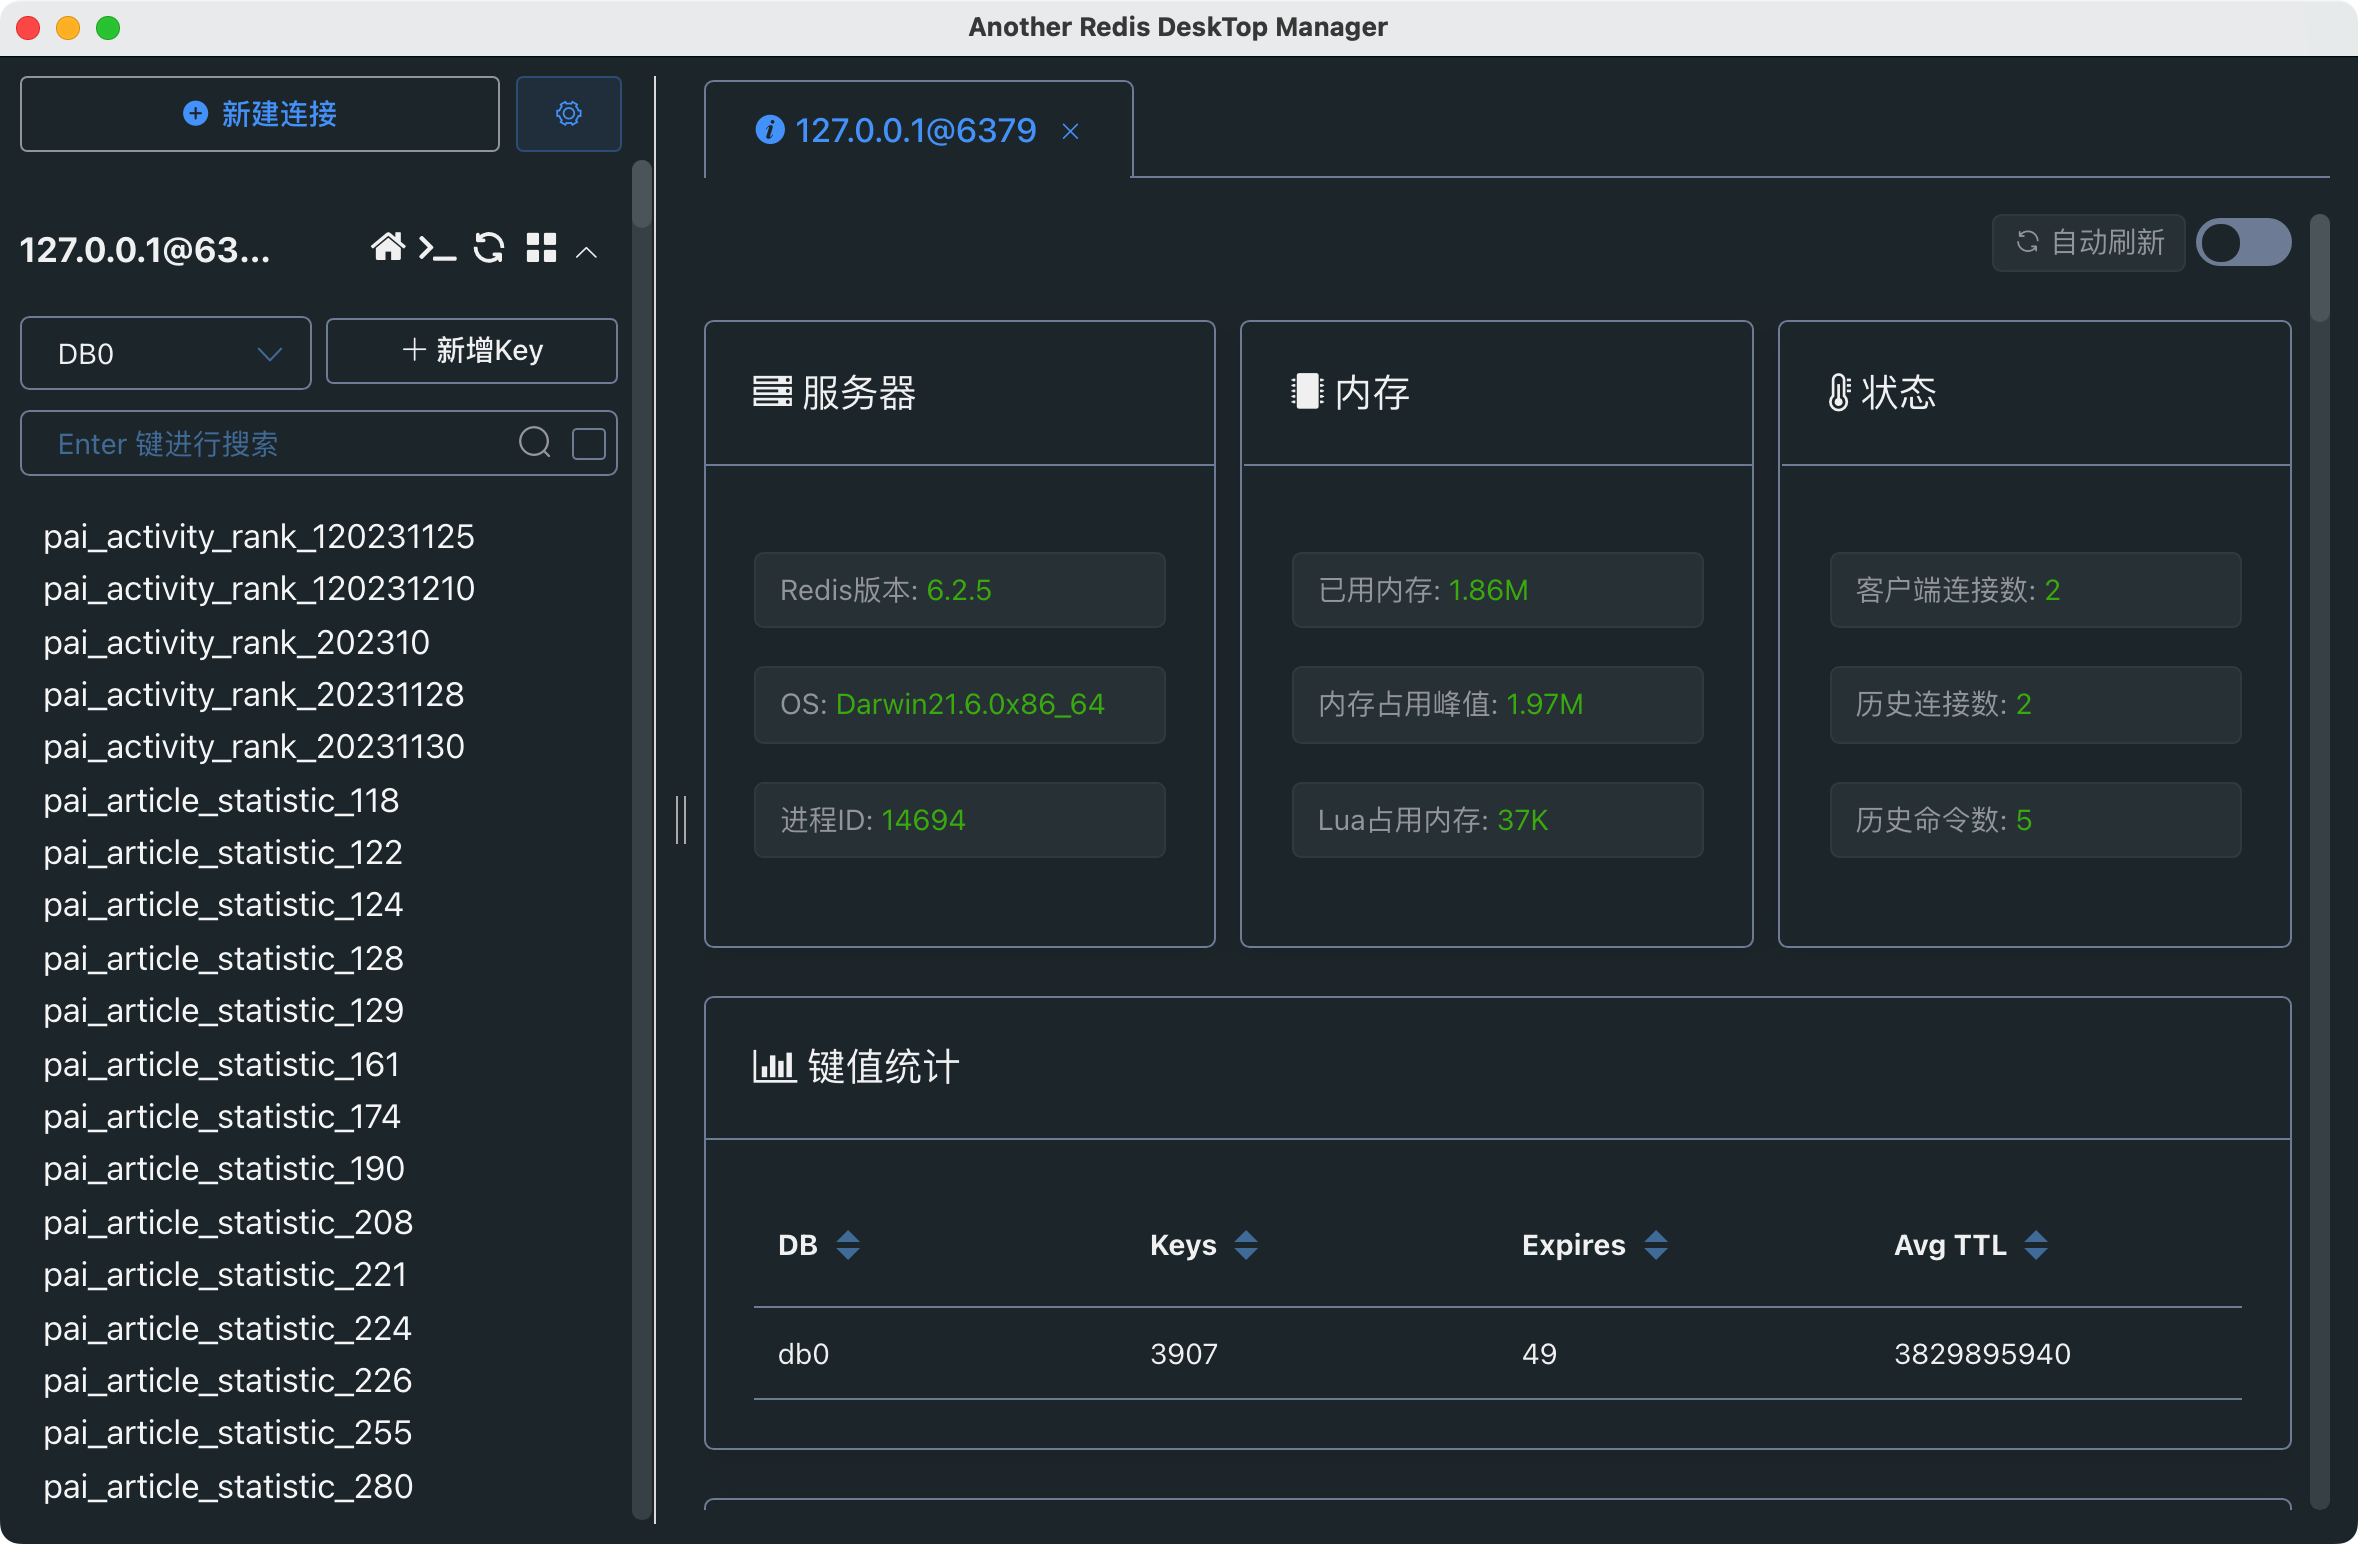 Another Redis DeskTop Manager
新建连接
127.0.0.1@63...
DB0
新增Key
Enter 键进行搜索
pai_activity_rank_120231125
pai_activity_rank_120231210
pai_activity_rank_202310
pai_activity_rank_20231128
pai_activity_rank_20231130
pai_article_statistic_118
pai_article_statistic_122
pai_article_statistic_124
pai_article_statistic_128
pai_article_statistic_129
pai_article_statistic_161
pai_article_statistic_174
pai_article_statistic_190
pai_article_statistic_208
pai_article_statistic_221
pai_article_statistic_224
pai_article_statistic_226
pai_article_statistic_255
pai_article_statistic_280
127.0.0.1@6379
自动刷新
服务器
Redis版本: 6.2.5
OS: Darwin21.6.0x86_64
进程ID: 14694
内存
已用内存: 1.86M
内存占用峰值: 1.97M
Lua占用内存: 37K
状态
客户端连接数: 2
历史连接数: 2
历史命令数: 5
键值统计
DB Keys Expires Avg TTL
db0 3907 49 3829895940